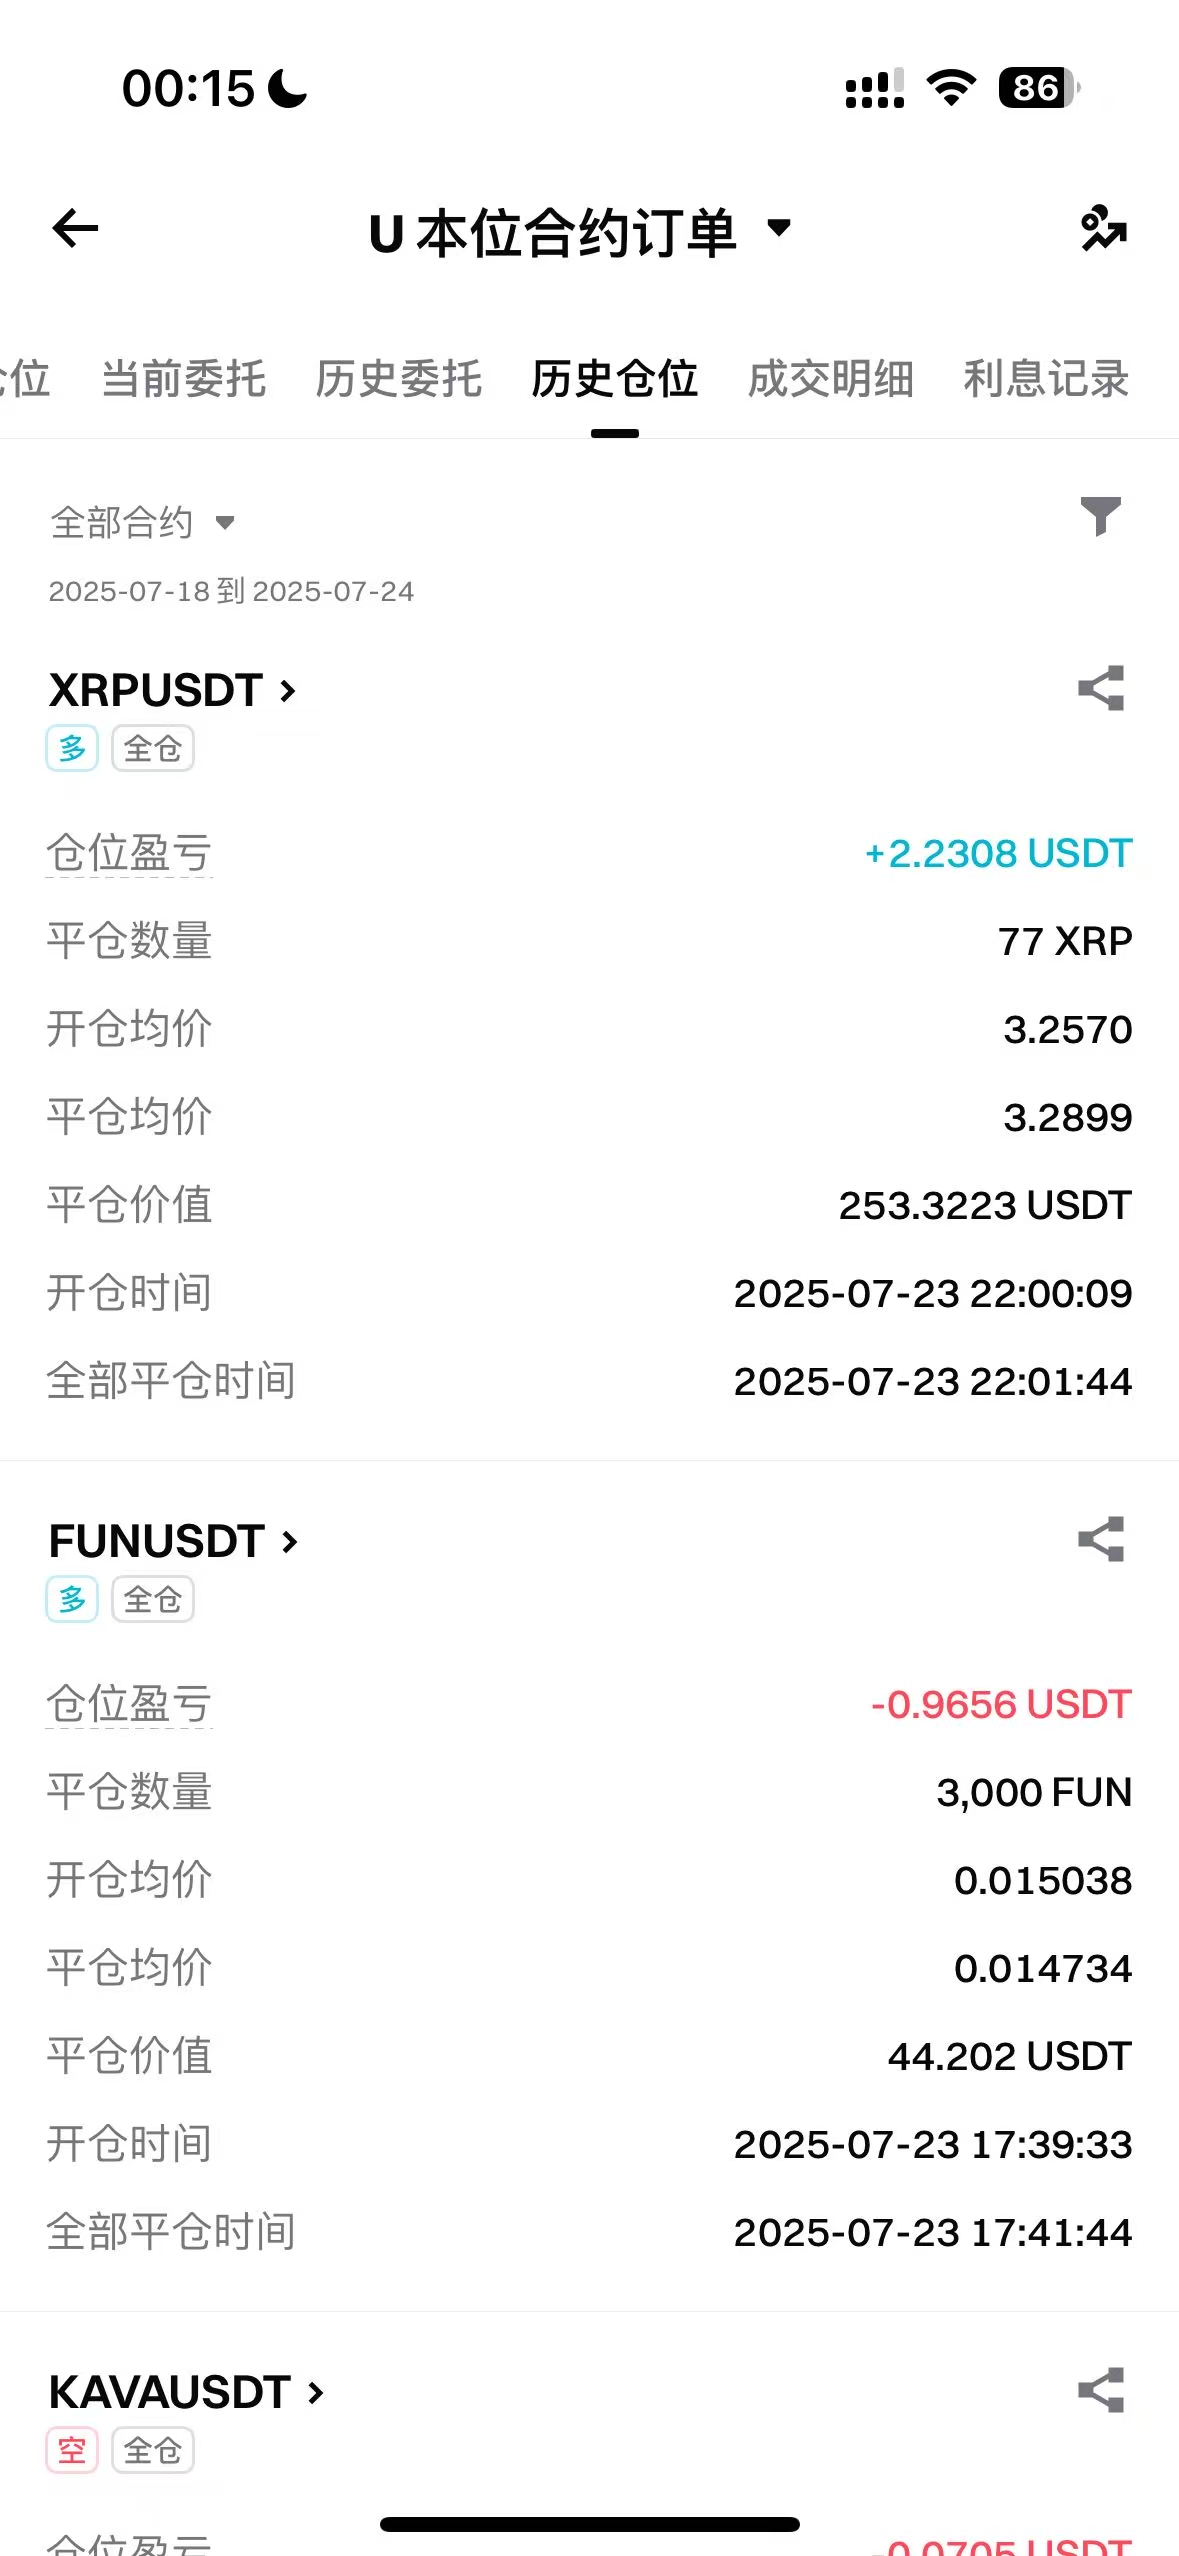 00:15
86
U 本位合约订单
仓位 当前委托 历史委托 历史仓位 成交明细 利息记录
全部合约
2025-07-18 到 2025-07-24
XRPUSDT
多 全仓
仓位盈亏 +2.2308 USDT
平仓数量 77 XRP
开仓均价 3.2570
平仓均价 3.2899
平仓价值 253.3223 USDT
开仓时间 2025-07-23 22:00:09
全部平仓时间 2025-07-23 22:01:44
FUNUSDT
多 全仓
仓位盈亏 -0.9656 USDT
平仓数量 3,000 FUN
开仓均价 0.015038
平仓均价 0.014734
平仓价值 44.202 USDT
开仓时间 2025-07-23 17:39:33
全部平仓时间 2025-07-23 17:41:44
KAVAUSDT
空 全仓
仓位盈亏 -0.0705 USDT